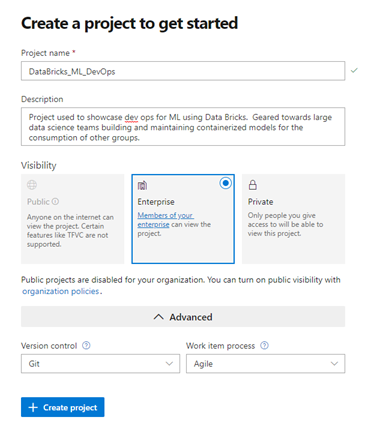 Create a project to get started
Project name *
DataBricks_ML_DevOps
Description
Project used to showcase dev ops for ML using Data Bricks.  Geared towards large
data science teams building and maintaining containerized models for the
consumption of other groups.
Visibility
Public
Anyone on the internet can
view the project. Certain
features like TFVC are not
supported.
Enterprise
Members of your
enterprise can view the
project.
Private
Only people you give
access to will be able to
view this project.
Public projects are disabled for your organization. You can turn on public visibility with
organization policies.
Advanced
Version control
Git
Work item process
Agile
+ Create project